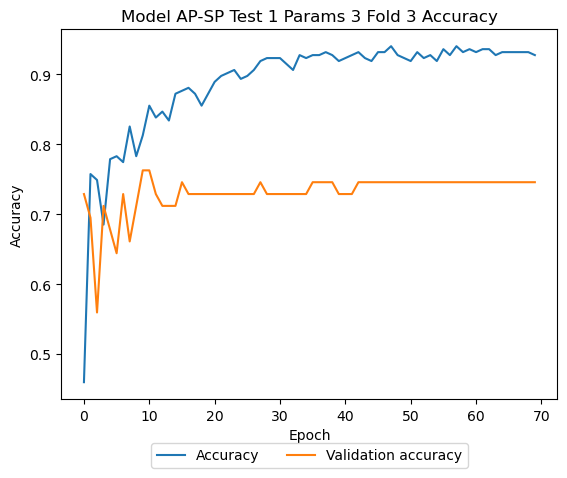 Model AP-SP Test 1 Params 3 Fold 3 Accuracy
0.9
0.8
0.7
0.6
0.5
Accuracy
0 10 20 30 40 50 60 70
Epoch
Accuracy Validation accuracy